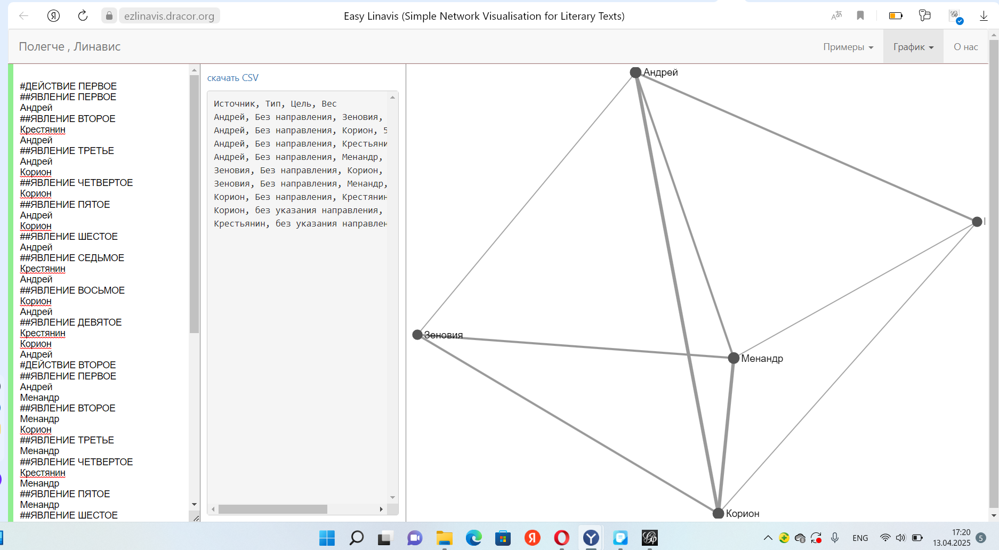 Я
ezlinavis.dracor.org
Easy Linavis (Simple Network Visualisation for Literary Texts)
Полегче , Линавис
Примеры
График
О нас
#ДЕЙСТВИЕ ПЕРВОЕ
##ЯВЛЕНИЕ ПЕРВОЕ
Андрей
##ЯВЛЕНИЕ ВТОРОЕ
Крестянин
Андрей
##ЯВЛЕНИЕ ТРЕТЬЕ
Андрей
Корион
##ЯВЛЕНИЕ ЧЕТВЕРТОЕ
Корион
##ЯВЛЕНИЕ ПЯТОЕ
Андрей
Корион
##ЯВЛЕНИЕ ШЕСТОЕ
Андрей
##ЯВЛЕНИЕ СЕДЬМОЕ
Крестянин
Андрей
##ЯВЛЕНИЕ ВОСЬМОЕ
Корион
Андрей
##ЯВЛЕНИЕ ДЕВЯТОЕ
Крестянин
Корион
Андрей
#ДЕЙСТВИЕ ВТОРОЕ
##ЯВЛЕНИЕ ПЕРВОЕ
Андрей
Менандр
##ЯВЛЕНИЕ ВТОРОЕ
Менандр
Корион
##ЯВЛЕНИЕ ТРЕТЬЕ
Менандр
##ЯВЛЕНИЕ ЧЕТВЕРТОЕ
Крестянин
Менандр
##ЯВЛЕНИЕ ПЯТОЕ
Менандр
##ЯВЛЕНИЕ ШЕСТОЕ
скачать CSV
Источник, Тип, Цель, Вес
Андрей, Без направления, Зеновия,
Андрей, Без направления, Корион, 5
Андрей, Без направления, Крестьяни
Андрей, Без направления, Менандр,
Зеновия, Без направления, Корион,
Зеновия, Без направления, Менандр,
Корион, Без направления, Крестянин
Корион, без указания направления,
Крестьянин, без указания направлен
Андрей
Зеновия
Менандр
Корион
ENG
17:20
13.04.2025
5